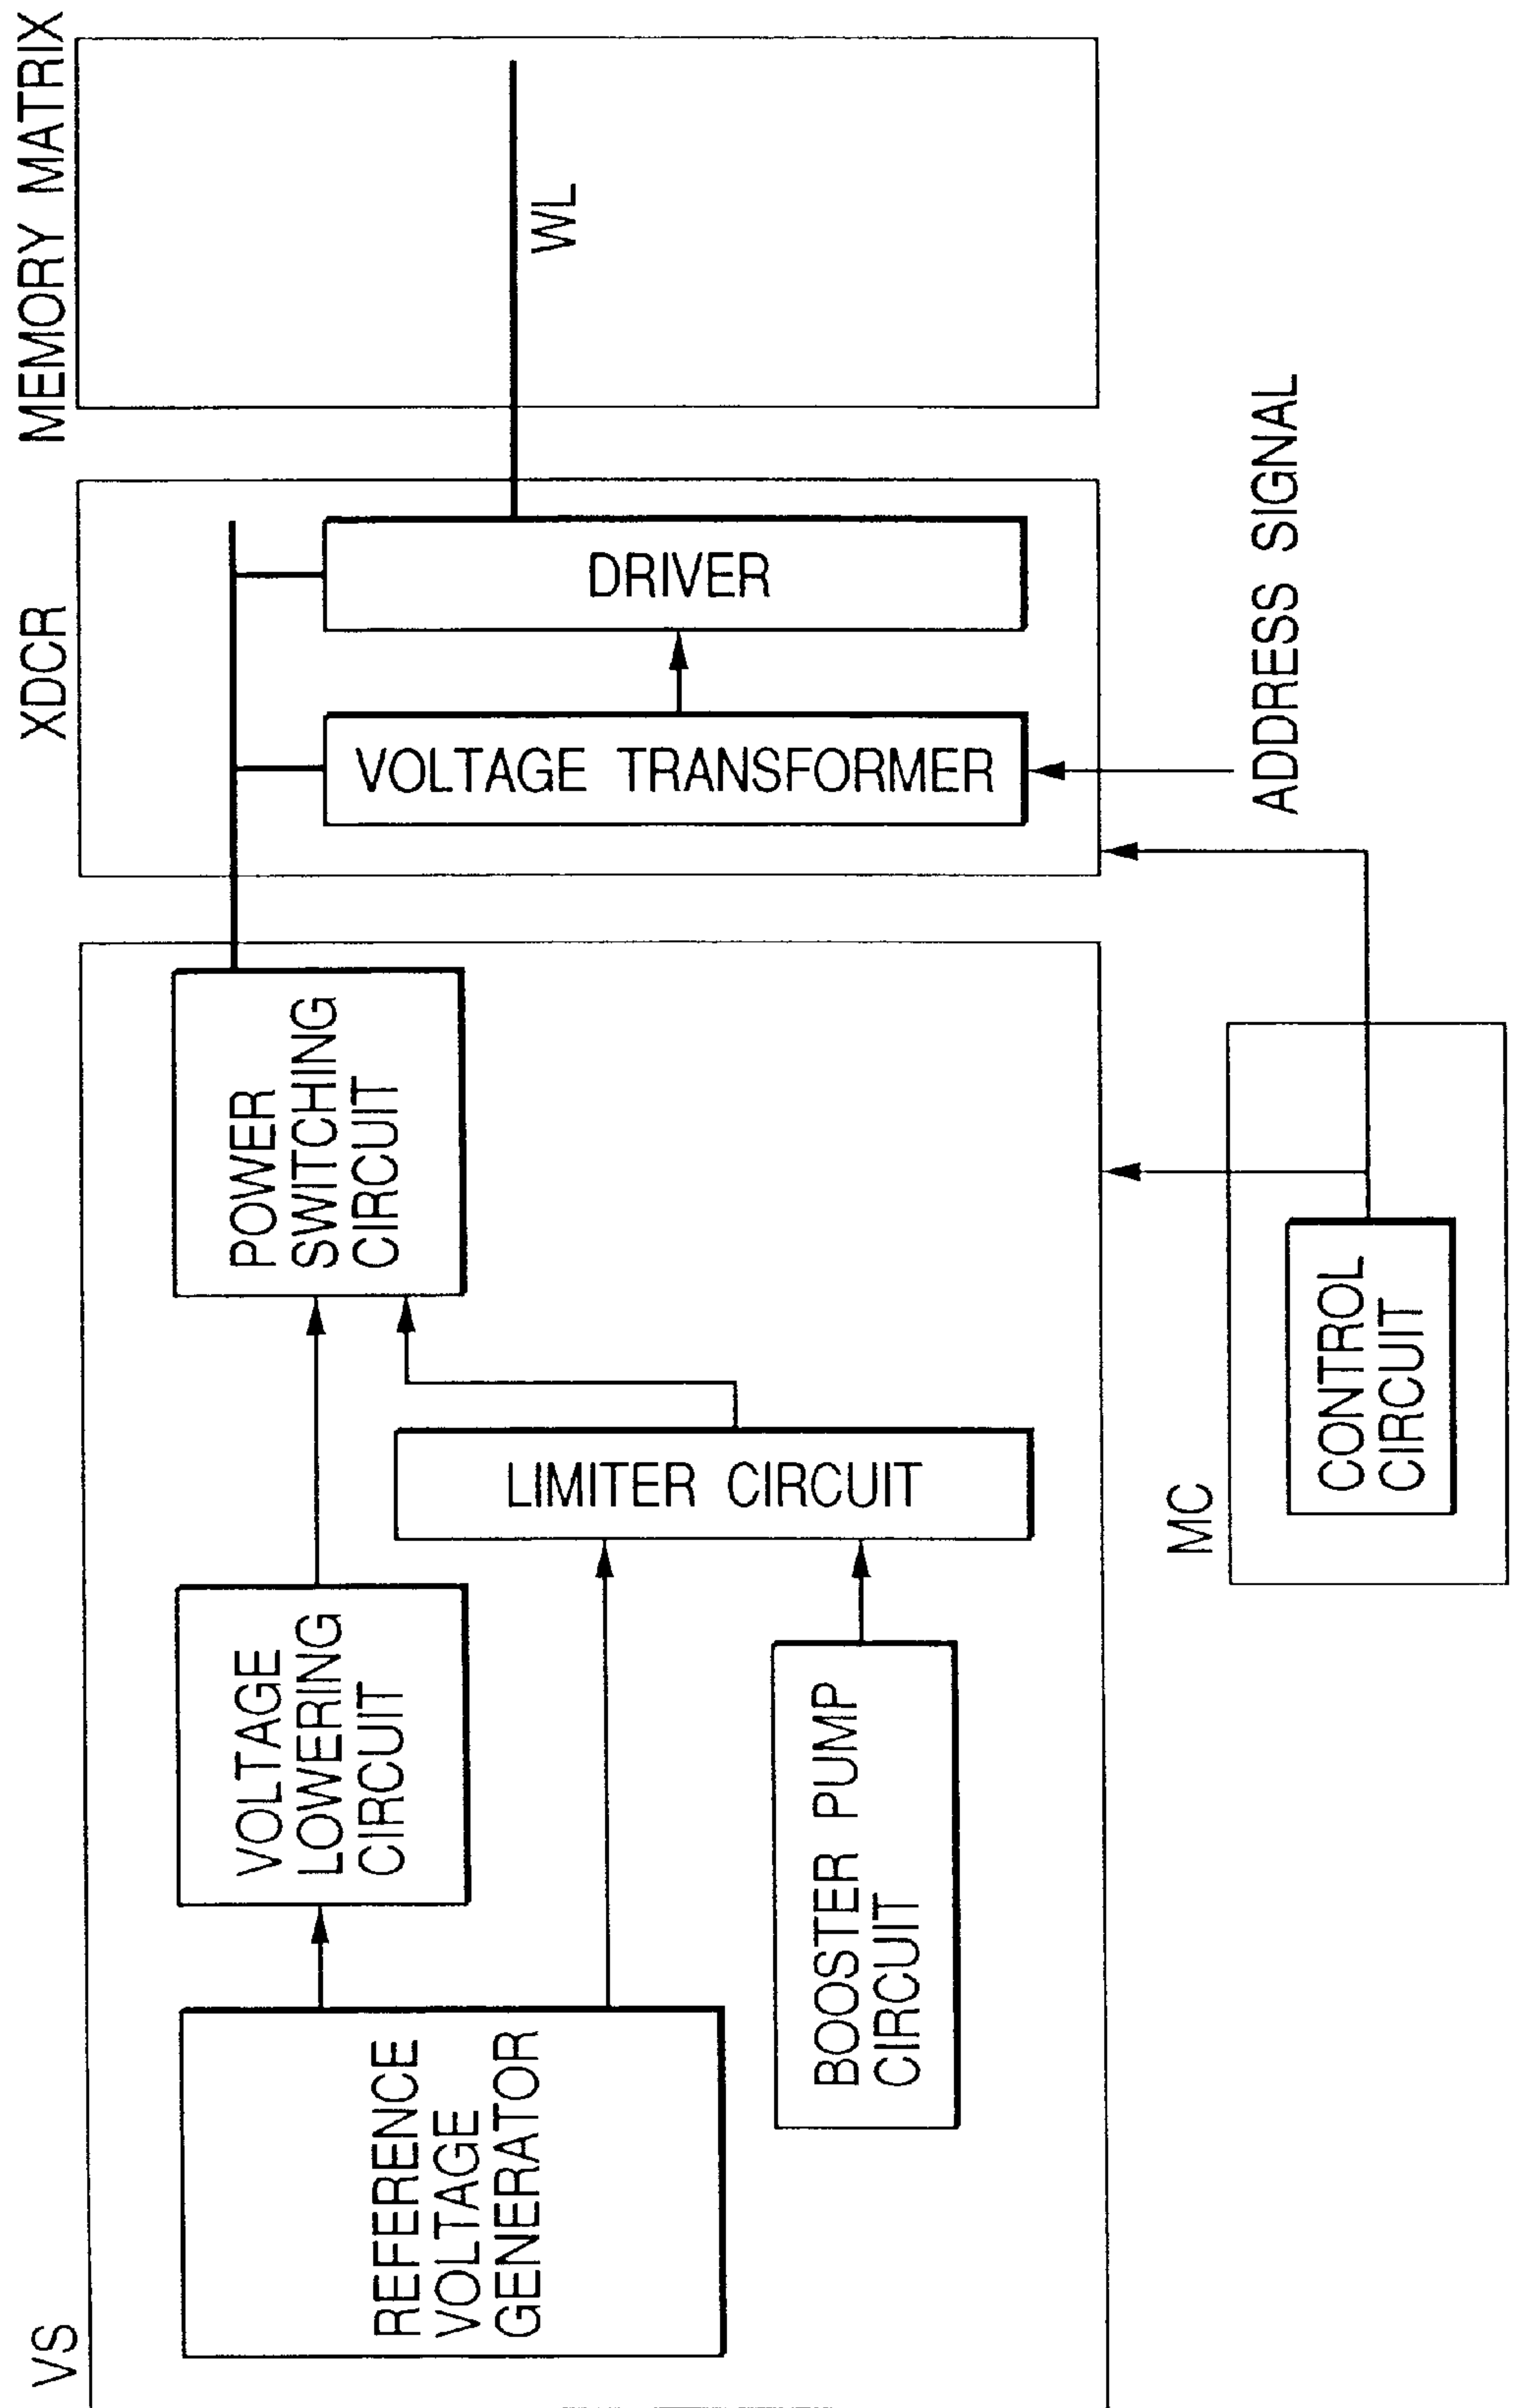 VS
REFERENCE
VOLTAGE
GENERATOR
VOLTAGE
LOWERING
CIRCUIT
BOOSTER PUMP
CIRCUIT
LIMITER CIRCUIT
POWER
SWITCHING
CIRCUIT
XDCR
VOLTAGE TRANSFORMER
DRIVER
MEMORY MATRIX
WL
MC
CONTROL
CIRCUIT
ADDRESS SIGNAL